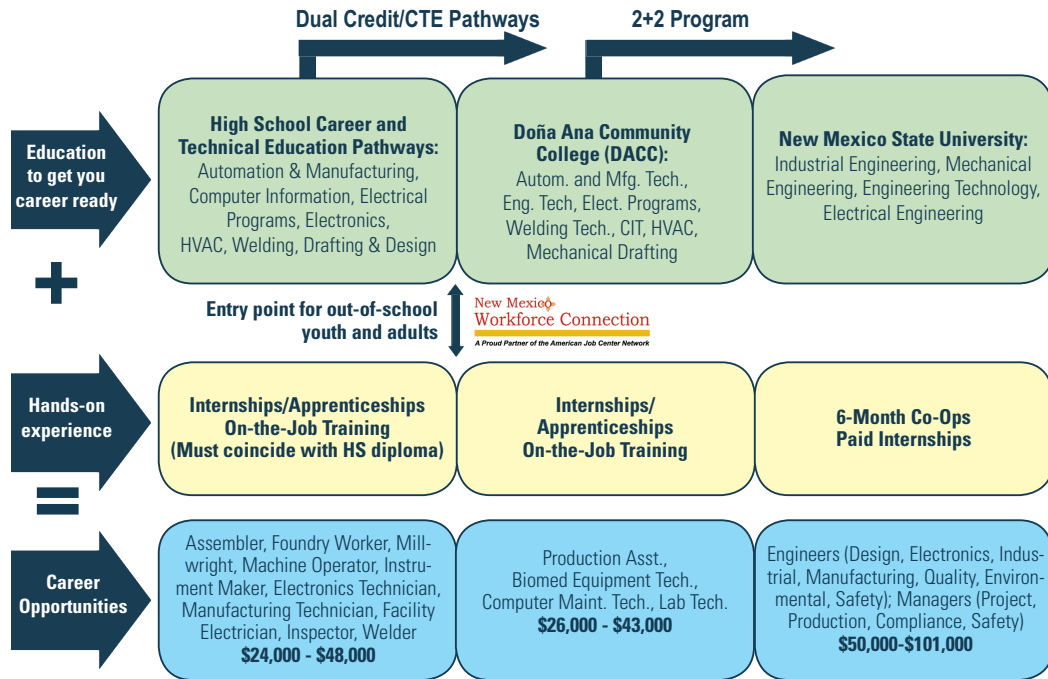 Dual Credit/CTE Pathways
2+2 Program
Education
to get you
career ready
High School Career and
Technical Education Pathways:
Automation & Manufacturing,
Computer Information, Electrical
Programs, Electronics,
HVAC, Welding, Drafting & Design
Doña Ana Community
College (DACC):
Autom. and Mfg. Tech.,
Eng. Tech, Elect. Programs,
Welding Tech., CIT, HVAC,
Mechanical Drafting
New Mexico State University:
Industrial Engineering, Mechanical
Engineering, Engineering Technology,
Electrical Engineering
+
Entry point for out-of-school
youth and adults
New Mexico
Workforce Connection
A Proud Partner of the American Job Center Network
Hands-on
experience
Internships/Apprenticeships
On-the-Job Training
(Must coincide with HS diploma)
Internships/
Apprenticeships
On-the-Job Training
6-Month Co-Ops
Paid Internships
=
Career
Opportunities
Assembler, Foundry Worker, Mill-
wright, Machine Operator, Instru-
ment Maker, Electronics Technician,
Manufacturing Technician, Facility
Electrician, Inspector, Welder
$24,000 - $48,000
Production Asst.,
Biomed Equipment Tech.,
Computer Maint. Tech., Lab Tech.
$26,000 - $43,000
Engineers (Design, Electronics, Indus-
trial, Manufacturing, Quality, Environ-
mental, Safety); Managers (Project,
Production, Compliance, Safety)
$50,000-$101,000